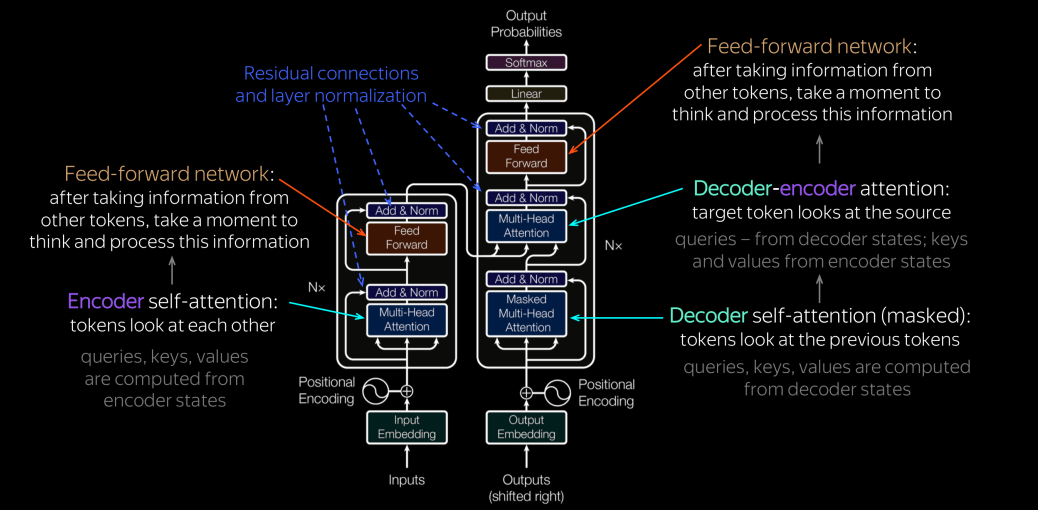 Output
Probabilities
Softmax
Linear
Add & Norm
Feed
Forward
Add & Norm
Multi-Head
Attention
Add & Norm
Masked
Multi-Head
Attention
N×
Positional
Encoding
Output
Embedding
Outputs
(shifted right)
Residual connections
and layer normalization
Feed-forward network:
after taking information from
other tokens, take a moment to
think and process this information
Encoder self-attention:
tokens look at each other
queries, keys, values
are computed from
encoder states
Add & Norm
Feed
Forward
N×
Add & Norm
Multi-Head
Attention
Positional
Encoding
Input
Embedding
Inputs
Feed-forward network:
after taking information from
other tokens, take a moment to
think and process this information
Decoder-encoder attention:
target token looks at the source
queries – from decoder states; keys
and values from encoder states
Decoder self-attention (masked):
tokens look at the previous tokens
queries, keys, values are computed
from decoder states